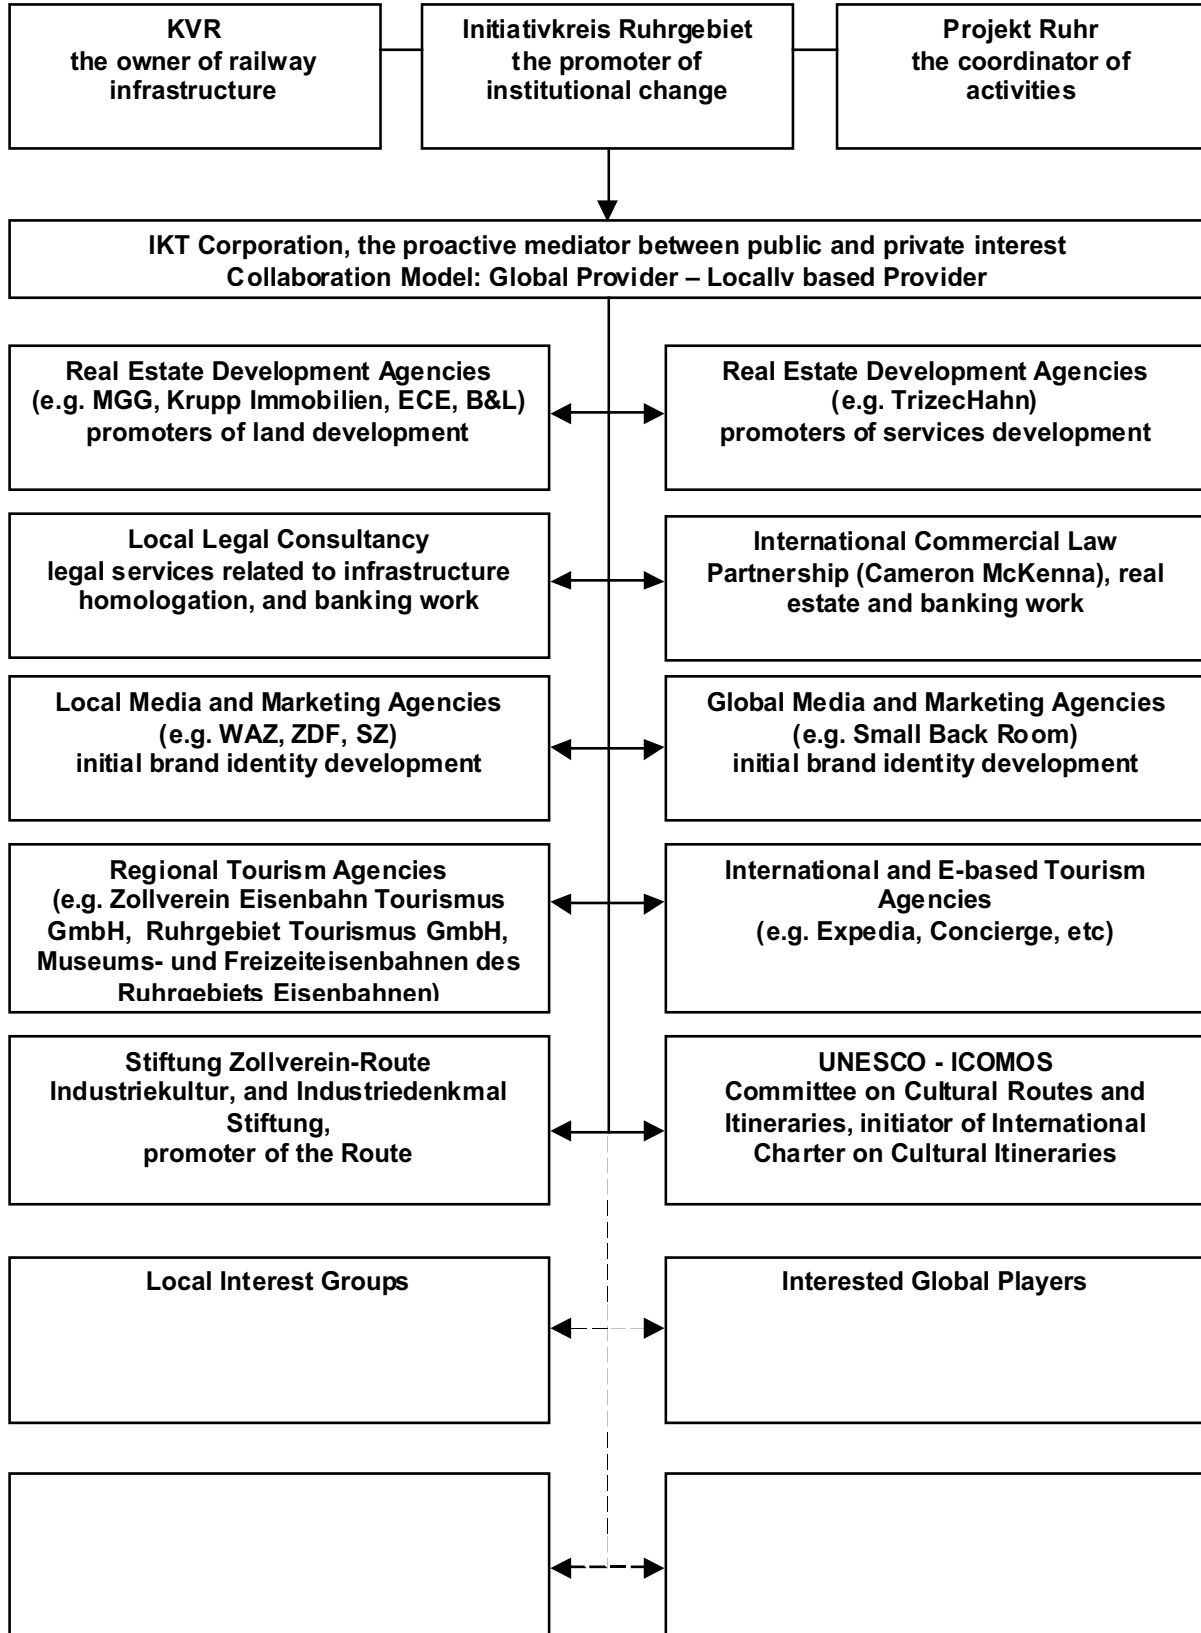 KVR
the owner of railway
infrastructure
Initiativkreis Ruhrgebiet
the promoter of
institutional change
Projekt Ruhr
the coordinator of
activities
IKT Corporation, the proactive mediator between public and private interest
Collaboration Model: Global Provider – Locally based Provider
Real Estate Development Agencies
(e.g. MGG, Krupp Immobilien, ECE, B&L)
promoters of land development
Real Estate Development Agencies
(e.g. TrizecHahn)
promoters of services development
Local Legal Consultancy
legal services related to infrastructure
homologation, and banking work
International Commercial Law
Partnership (Cameron McKenna), real
estate and banking work
Local Media and Marketing Agencies
(e.g. WAZ, ZDF, SZ)
initial brand identity development
Global Media and Marketing Agencies
(e.g. Small Back Room)
initial brand identity development
Regional Tourism Agencies
(e.g. Zollverein Eisenbahn Tourismus
GmbH, Ruhrgebiet Tourismus GmbH,
Museums- und Freizeiteisenbahnen des
Ruhrgebiets Eisenbahnen)
International and E-based Tourism
Agencies
(e.g. Expedia, Concierge, etc)
Stiftung Zollverein-Route
Industriekultur, and Industriedenkmal
Stiftung,
promoter of the Route
UNESCO - ICOMOS
Committee on Cultural Routes and
Itineraries, initiator of International
Charter on Cultural Itineraries
Local Interest Groups
Interested Global Players